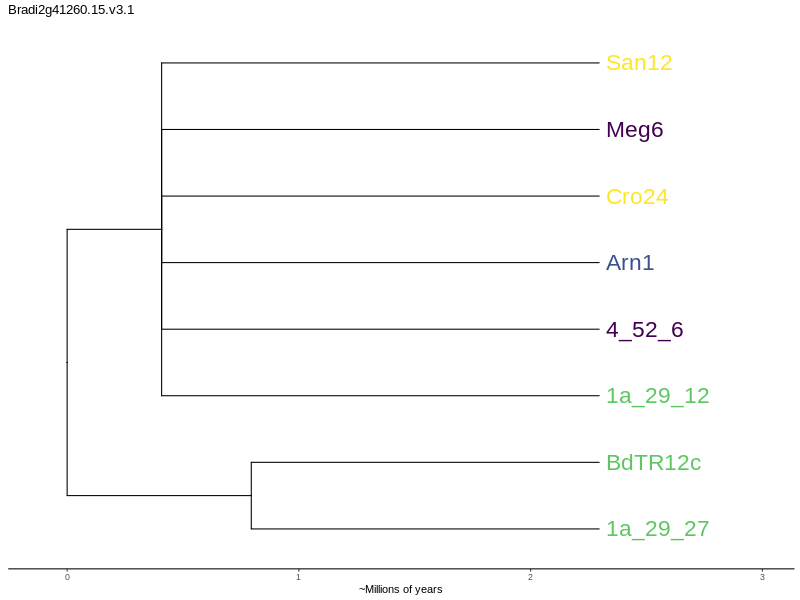 Bradi2g41260.15.v3.1
San12
Meg6
Cro24
Arn1
4_52_6
1a_29_12
BdTR12c
1a_29_27
0 1 2 3
~Millions of years